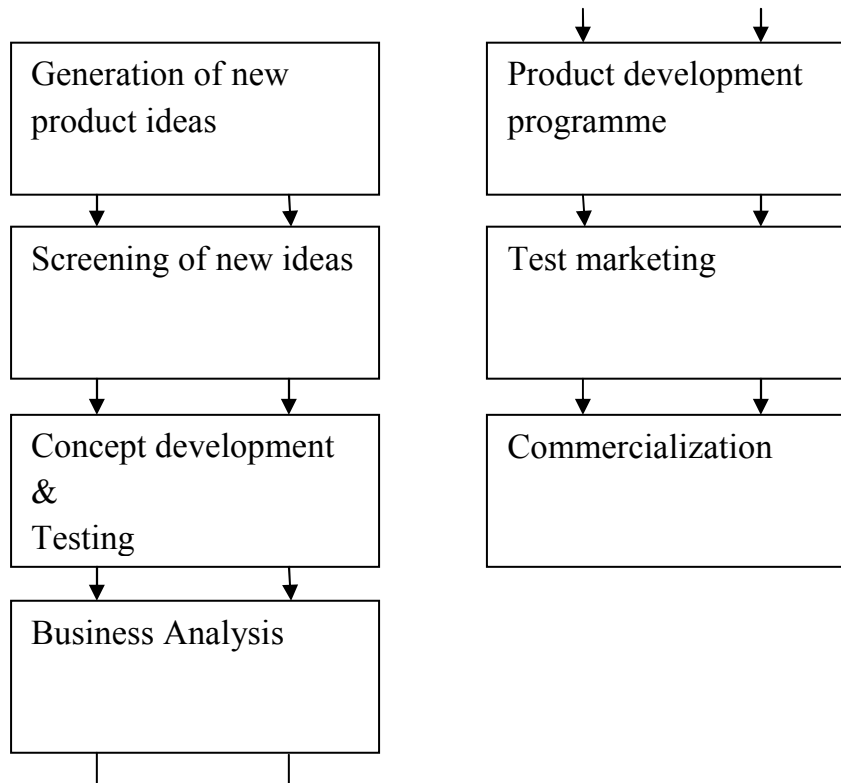 Generation of new
product ideas
Screening of new ideas
Concept development
&
Testing
Business Analysis
Product development
programme
Test marketing
Commercialization